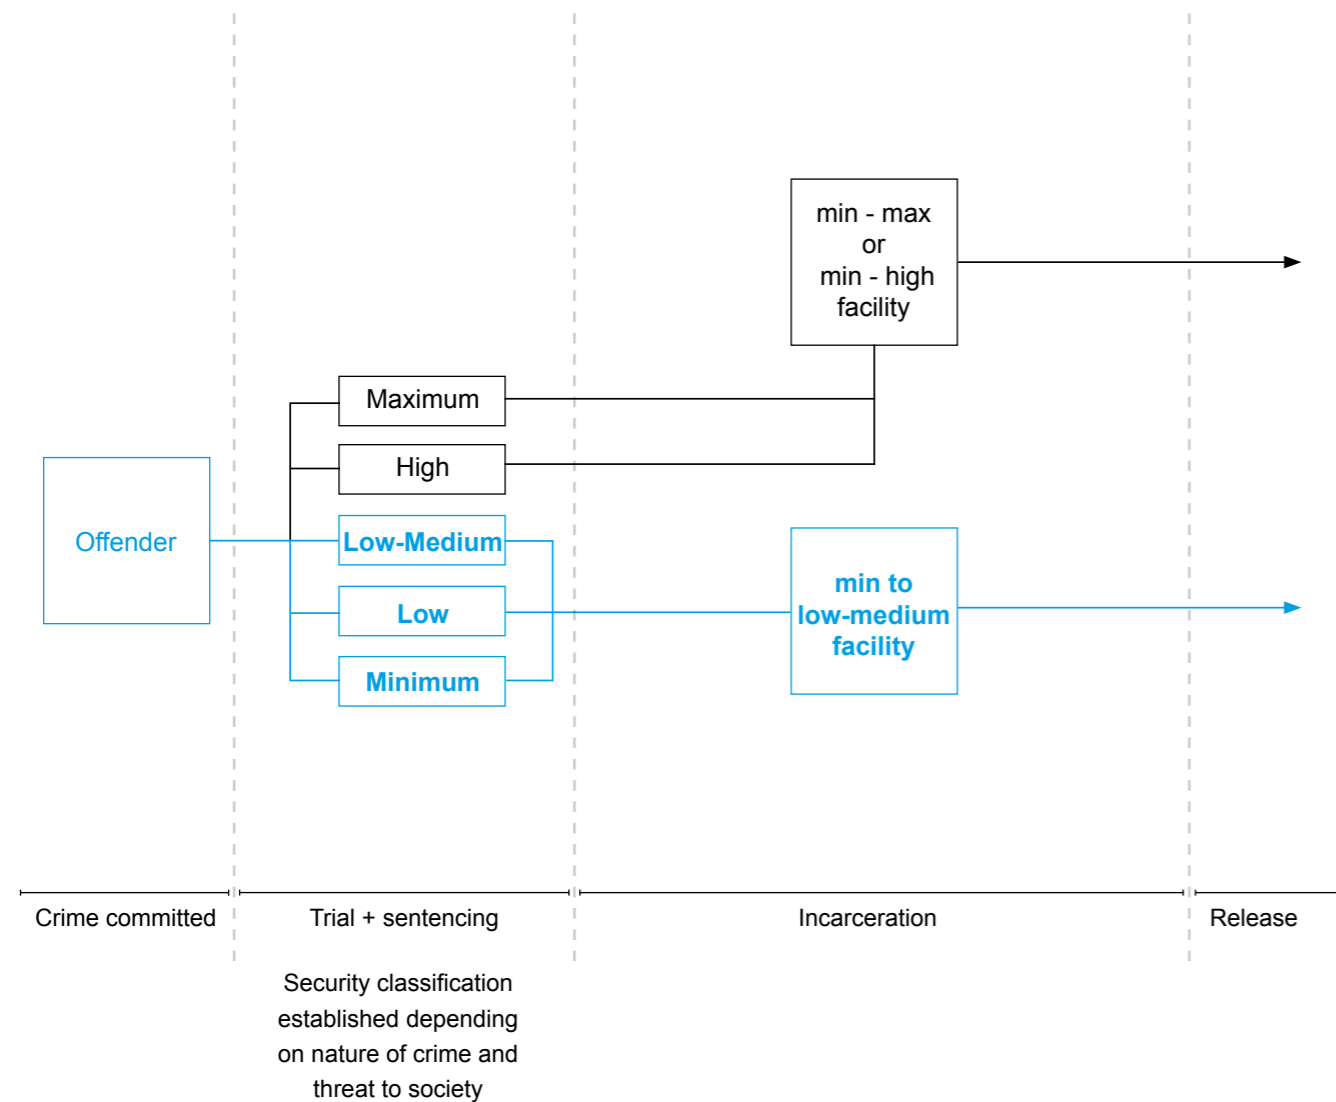 min - max
or
min - high
facility
Maximum
High
Offender
Low-Medium
Low
Minimum
min to
low-medium
facility
Crime committed
Trial + sentencing
Incarceration
Release
Security classification
established depending
on nature of crime and
threat to society